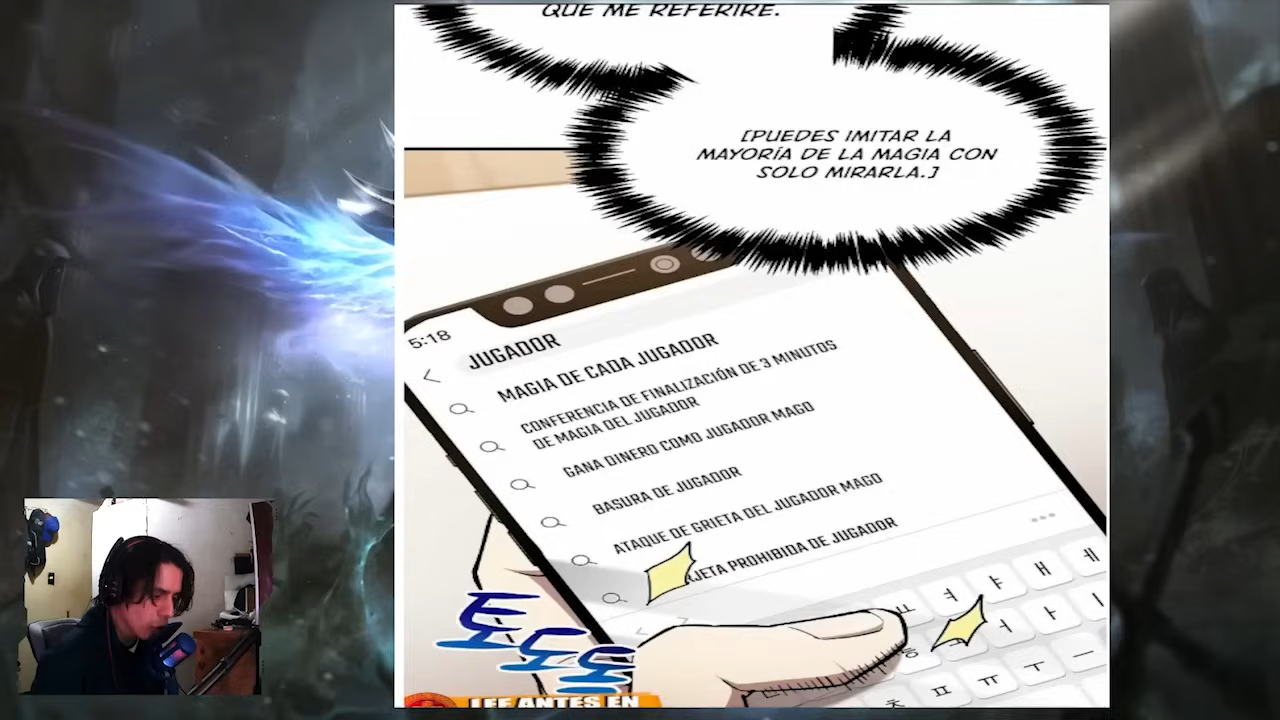 QUE ME REFERIRE.
[PUEDES IMITAR LA
MAYORÍA DE LA MAGIA CON
SOLO MIRARLA.]
5:18
JUGADOR
MAGIA DE CADA JUGADOR
CONFERENCIA DE FINALIZACIÓN DE 3 MINUTOS
DE MAGIA DEL JUGADOR
GANA DINERO COMO JUGADOR MAGO
BASURA DE JUGADOR
ATAQUE DE GRIETA DEL JUGADOR MAGO
JETA PROHIBIDA DE JUGADOR
ㅛ ㅕ ㅑ ㅐ ㅔ
ㅎ ㅗ ㅓ ㅏ ㅣ
ㅊ ㅍ ㅠ ㅜ ㅡ
LEE ANTES EN